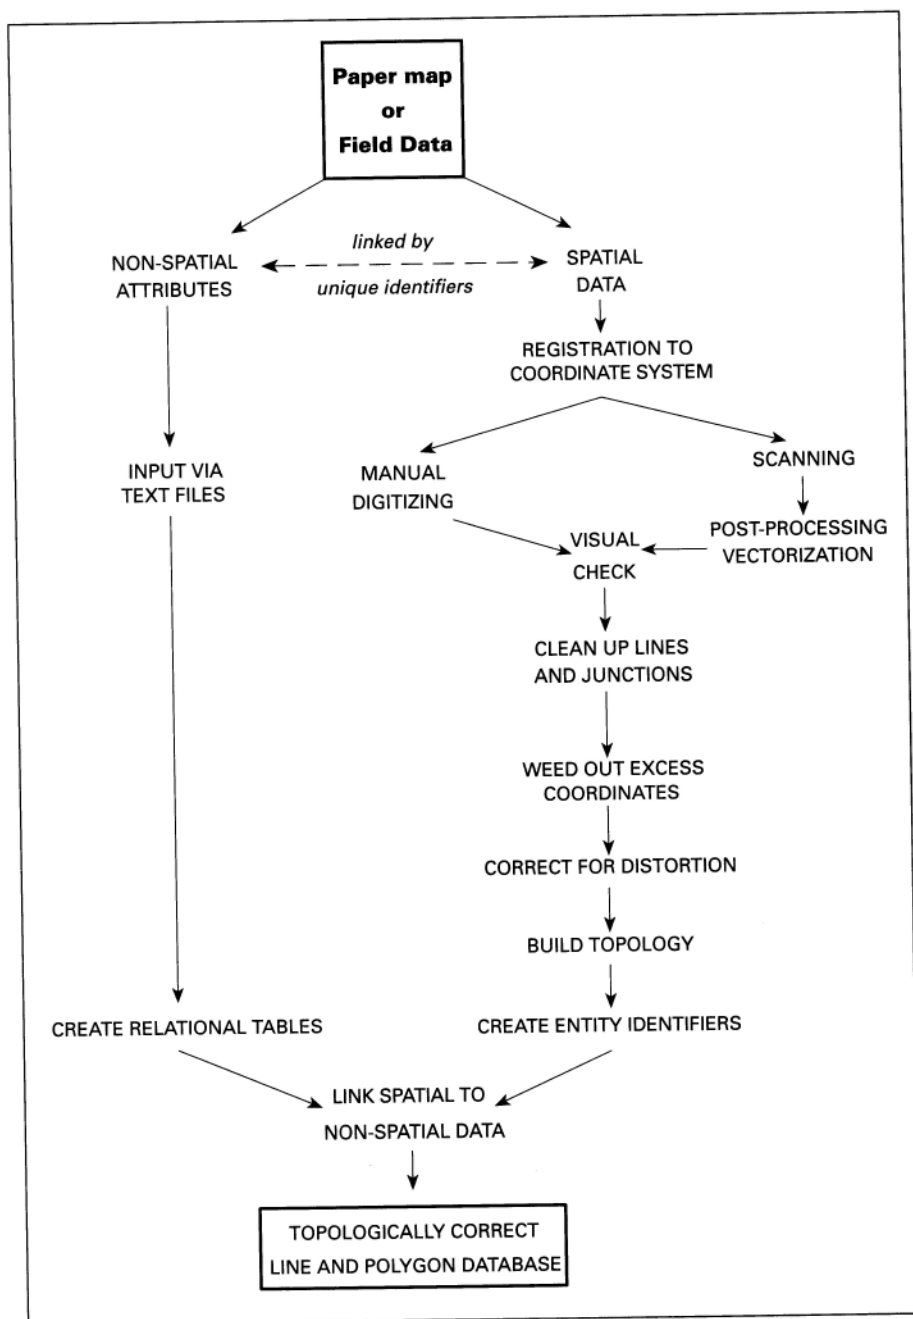 Paper map
or
Field Data
linked by
NON-SPATIAL
ATTRIBUTES
unique identifiers
SPATIAL
DATA
REGISTRATION TO
COORDINATE SYSTEM
INPUT VIA
TEXT FILES
MANUAL
DIGITIZING
SCANNING
POST-PROCESSING
VECTORIZATION
VISUAL
CHECK
CLEAN UP LINES
AND JUNCTIONS
WEED OUT EXCESS
COORDINATES
CORRECT FOR DISTORTION
BUILD TOPOLOGY
CREATE RELATIONAL TABLES
CREATE ENTITY IDENTIFIERS
LINK SPATIAL TO
NON-SPATIAL DATA
TOPOLOGICALLY CORRECT
LINE AND POLYGON DATABASE